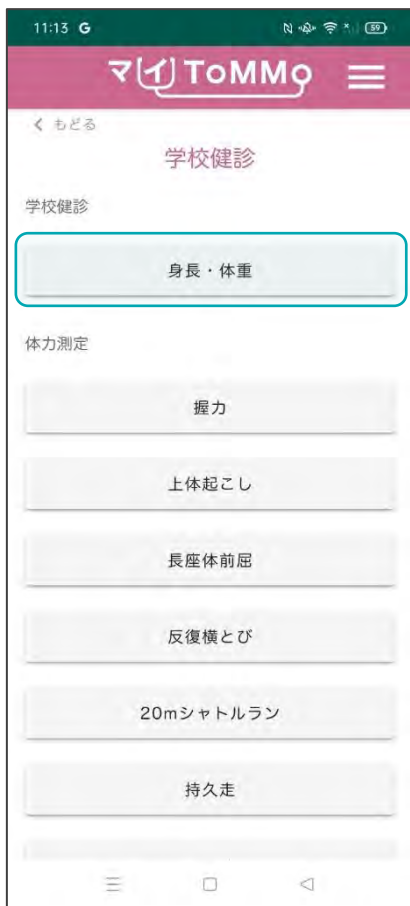 11:13 G
59
マイToMMo
もどる
学校健診
学校健診
身長・体重
体力測定
握力
上体起こし
長座体前屈
反復横とび
20mシャトルラン
持久走